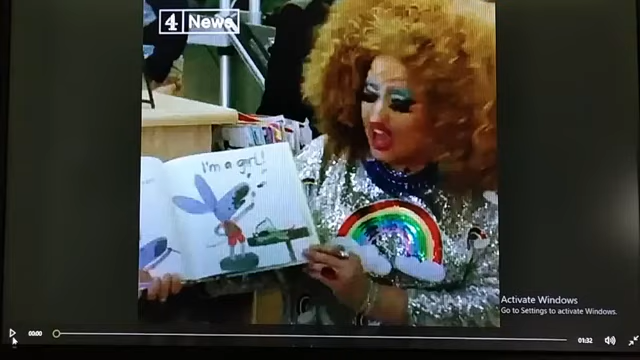 4 News
I'm a girl!
Activate Windows
Go to Settings to activate Windows.
00:00
01:32